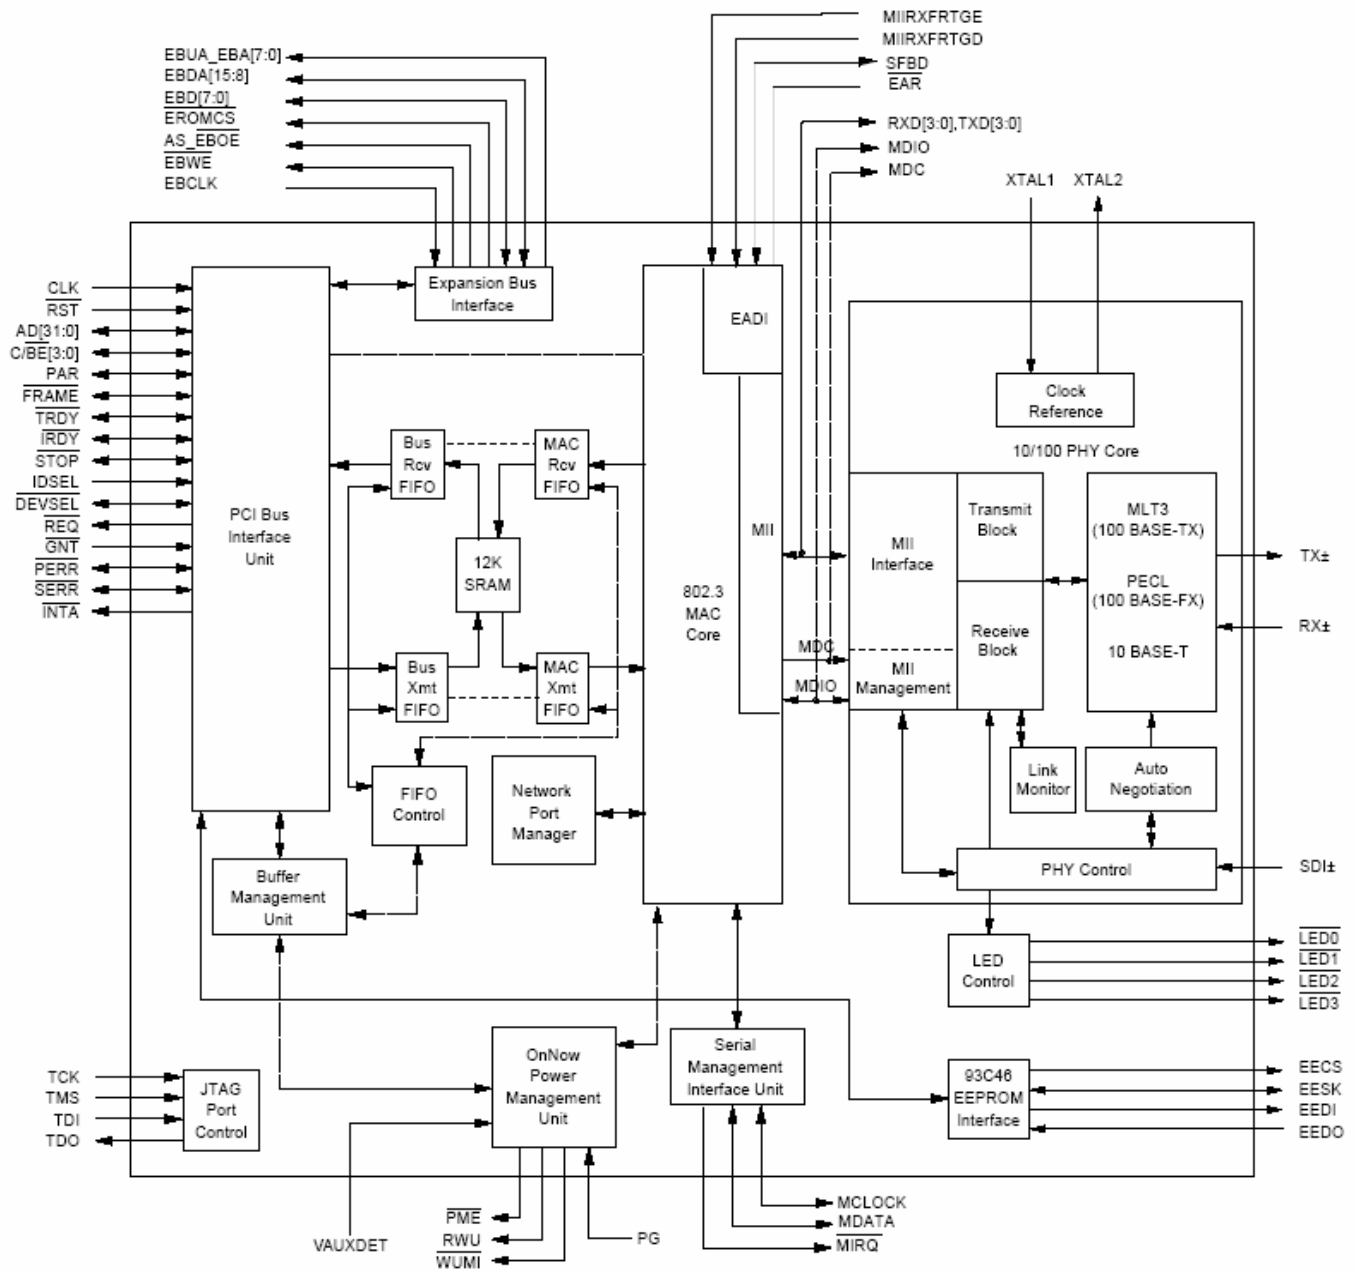 MIIRXFRTGE
MIIRXFRTGD
SFBD
EAR
RXD[3:0],TXD[3:0]
MDIO
MDC
EBUA_EBA[7:0]
EBDA[15:8]
EBD[7:0]
EROMCS
AS_EBOE
EBWE
EBCLK
XTAL1 XTAL2
CLK
RST
AD[31:0]
C/BE[3:0]
PAR
FRAME
TRDY
IRDY
STOP
IDSEL
DEVSEL
REQ
GNT
PERR
SERR
INTA
PCI Bus
Interface
Unit
Expansion Bus
Interface
EADI
Clock
Reference
10/100 PHY Core
Bus
Rcv
FIFO
MAC
Rcv
FIFO
12K
SRAM
Bus
Xmt
FIFO
MAC
Xmt
FIFO
MII
802.3
MAC
Core
MDC
MDIO
MII
Interface
MII
Management
Transmit
Block
Receive
Block
MLT3
(100 BASE-TX)
PECL
(100 BASE-FX)
10 BASE-T
TX±
RX±
Link
Monitor
Auto
Negotiation
PHY Control
SDI±
FIFO
Control
Network
Port
Manager
Buffer
Management
Unit
LED
Control
LED0
LED1
LED2
LED3
OnNow
Power
Management
Unit
Serial
Management
Interface Unit
93C46
EEPROM
Interface
EECS
EESK
EEDI
EEDO
TCK
TMS
TDI
TDO
JTAG
Port
Control
VAUXDET
PME
RWU
WUMI
PG
MCLOCK
MDATA
MIRQ